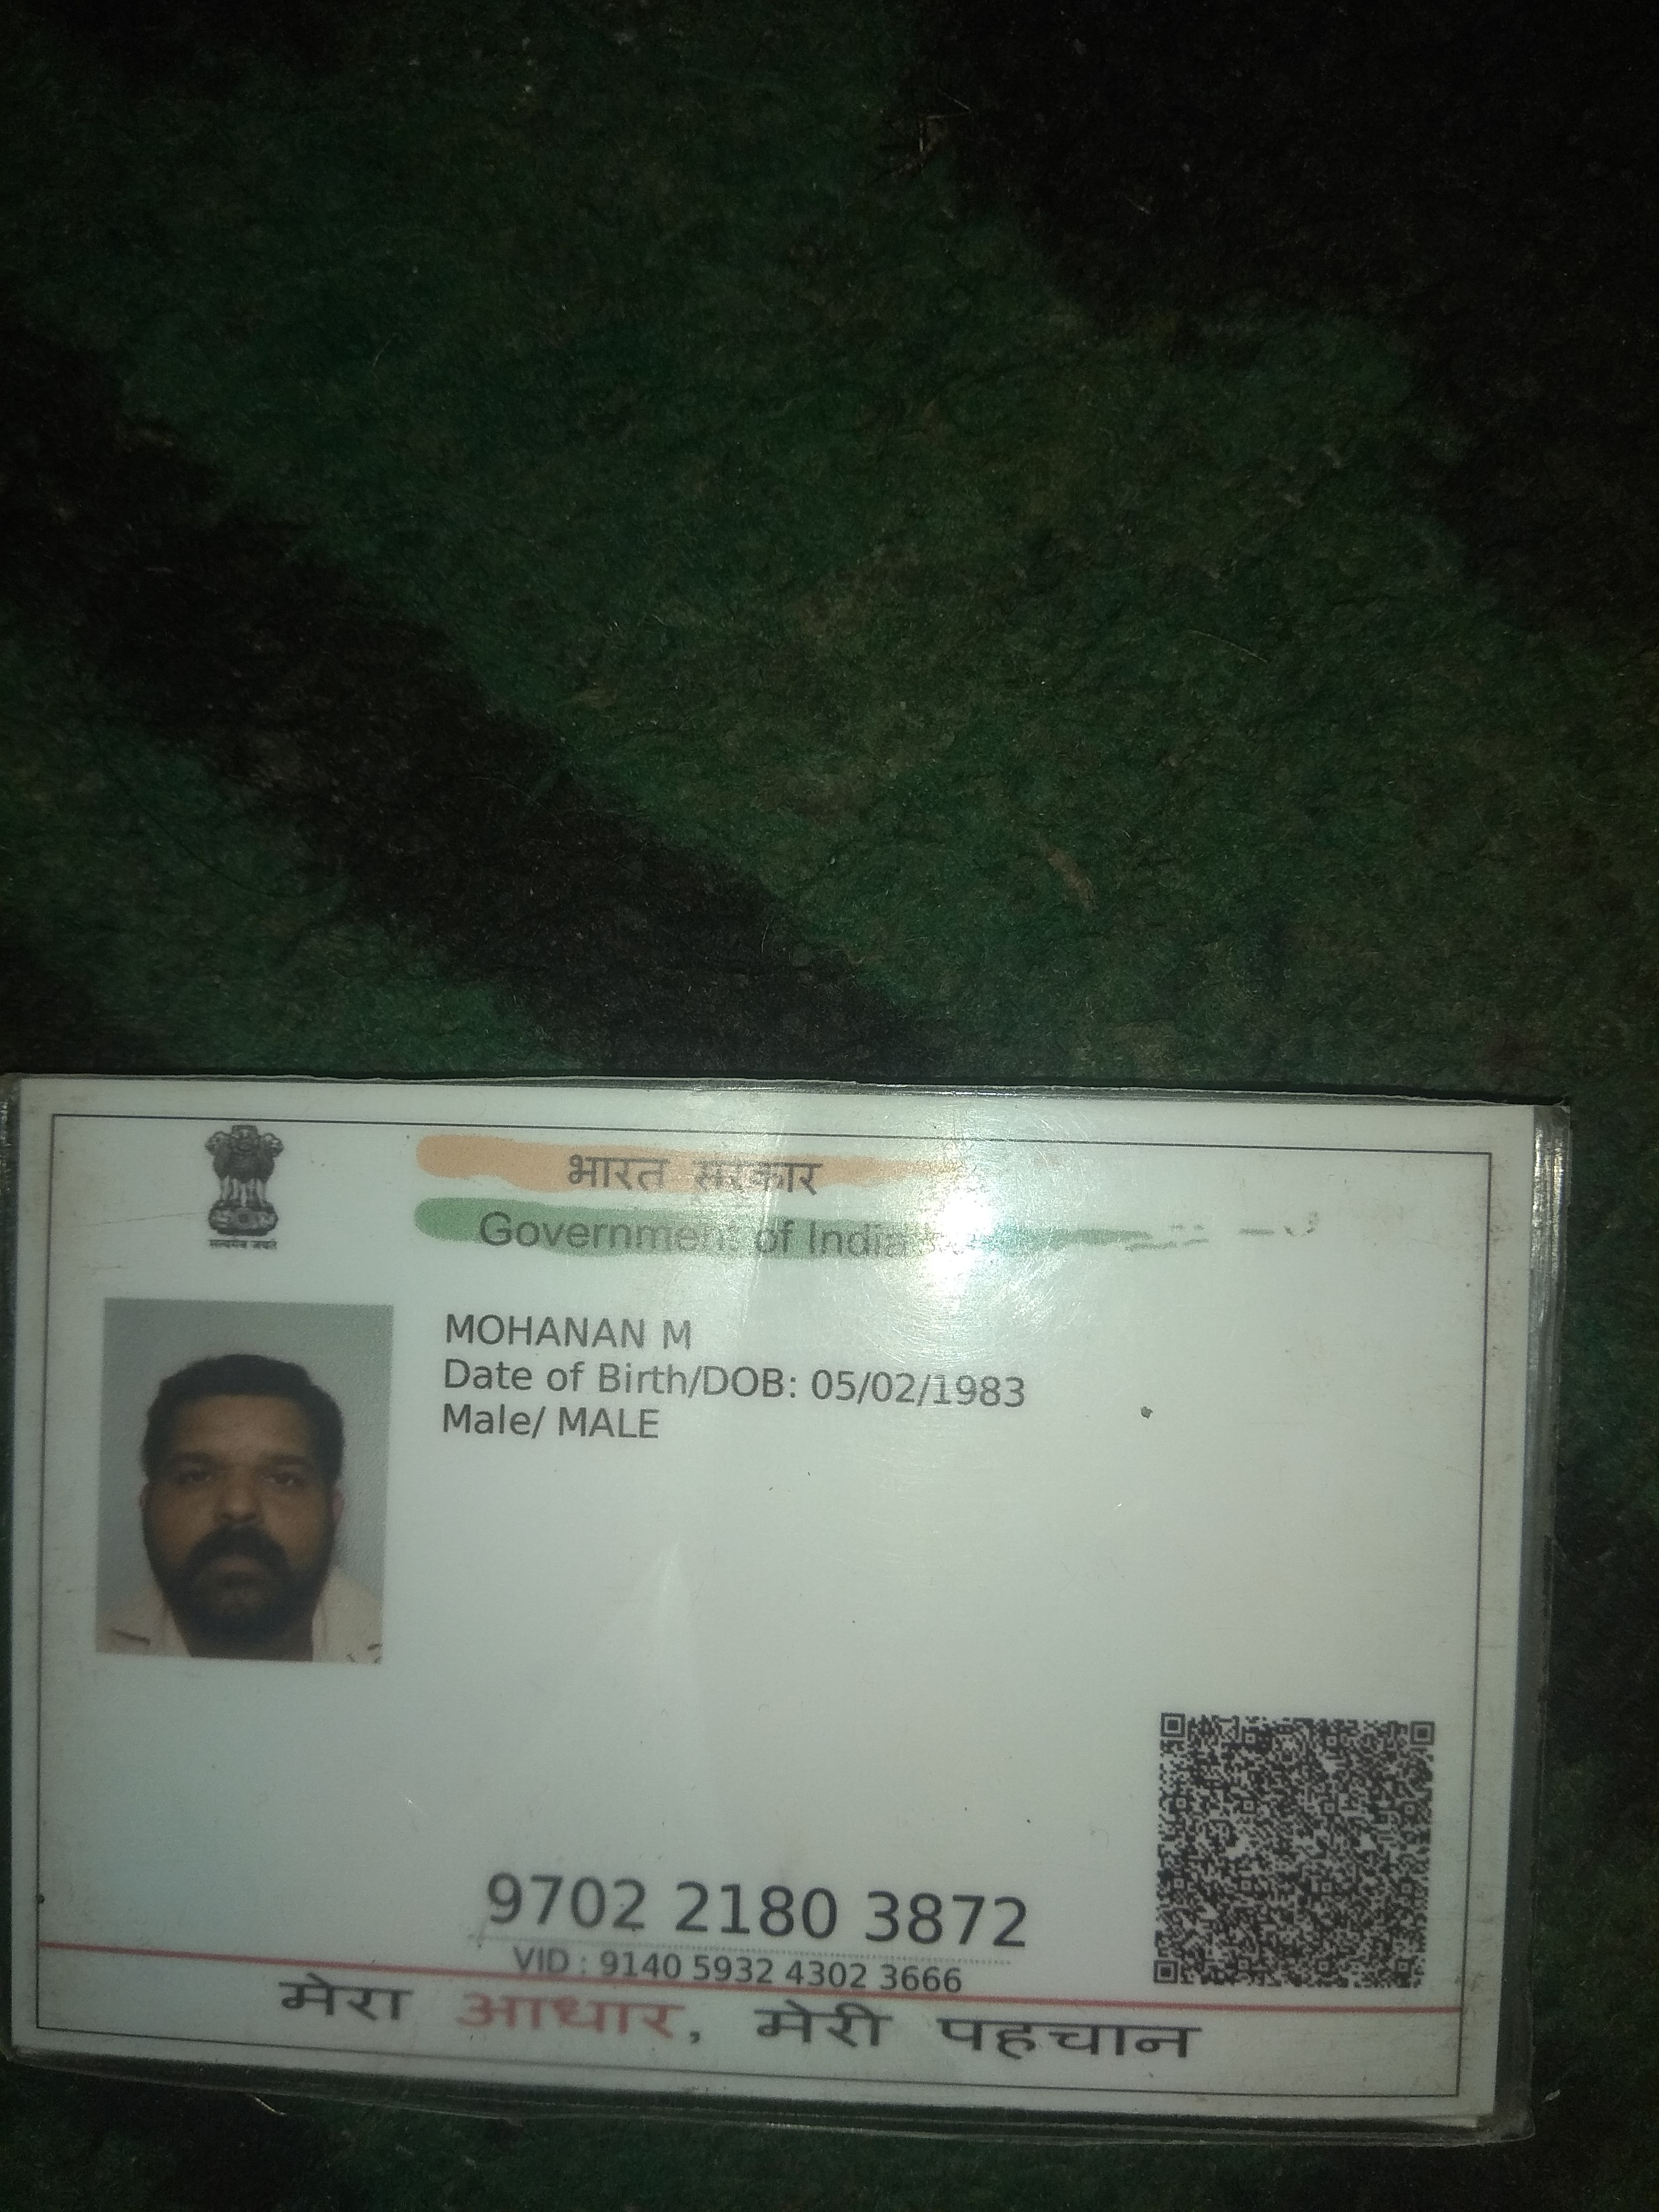 सत्यमेव जयते
भारत सरकार
Government of India
MOHANAN M
Date of Birth/DOB: 05/02/1983
Male/ MALE
9702 2180 3872
VID : 9140 5932 4302 3666
मेरा आधार, मेरी पहचान